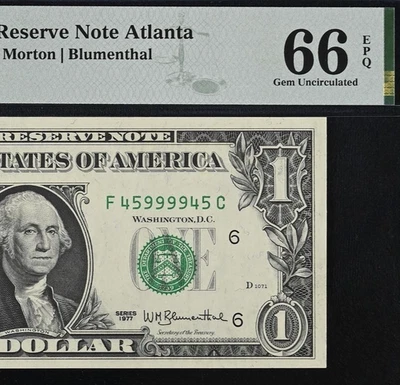 Reserve Note Atlanta
Morton | Blumenthal
66 EPQ
Gem Uncirculated
RESERVE NOTE
STATES OF AMERICA
1
F 45999945 C
WASHINGTON, D.C.
ONE
6
D 1071
SERIES
1977
W M Blumenthal
6
Secretary of the Treasury.
WASHINGTON
DOLLAR
1